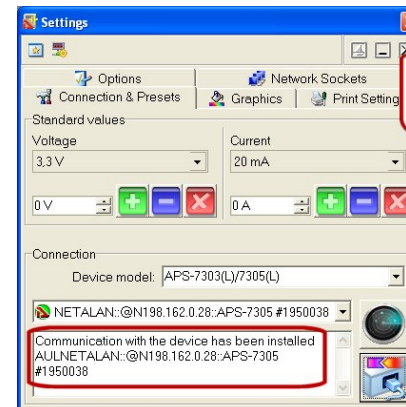 Settings
Options
Network Sockets
Connection & Presets
Graphics
Print Setting
Standard values
Voltage
Current
3,3 V
20 mA
0 V
0 A
Connection
Device model: APS-7303(L)/7305(L)
NETALAN::@N198.162.0.28::APS-7305 #1950038
Communication with the device has been installed
AULNETALAN::@N198.162.0.28::APS-7305
#1950038